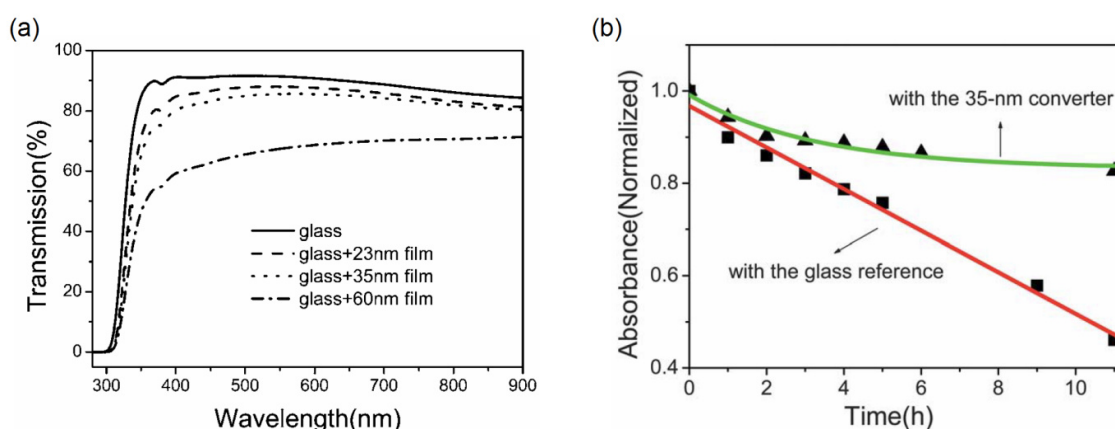 (a)
100
80
60
40
20
0
Transmission(%)
glass
glass+23nm film
glass+35nm film
glass+60nm film
300 400 500 600 700 800 900
Wavelength(nm)
(b)
1.0
0.8
0.6
0.4
Absorbance(Normalized)
with the 35-nm converter
with the glass reference
0 2 4 6 8 10
Time(h)